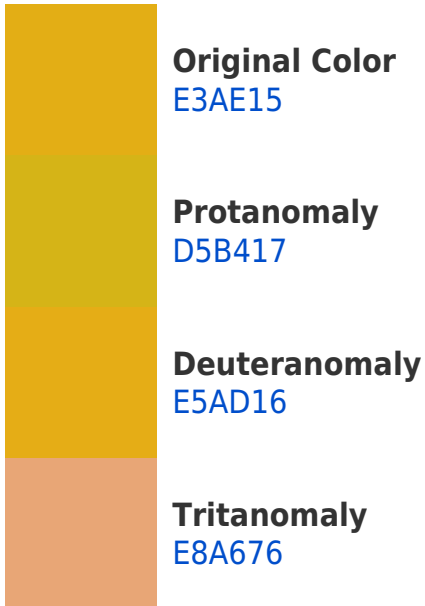 Original Color
E3AE15
Protanomaly
D5B417
Deuteranomaly
E5AD16
Tritanomaly
E8A676